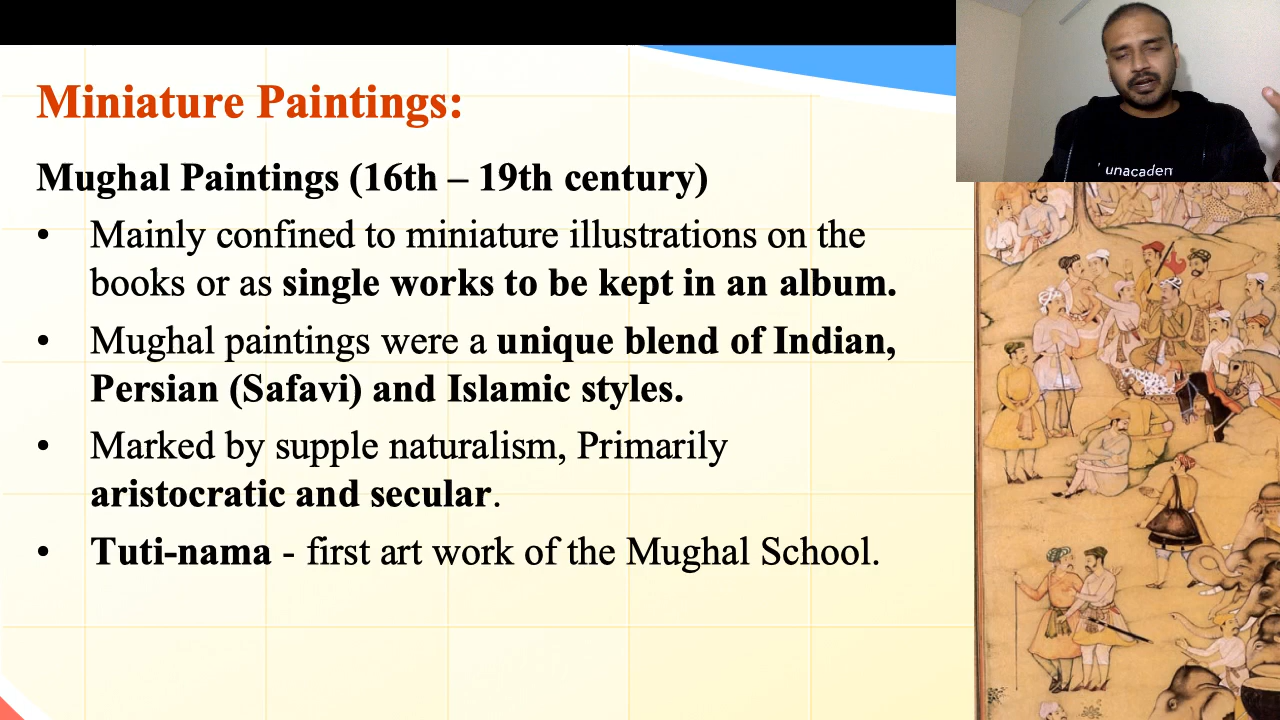 Miniature Paintings:
Mughal Paintings (16th – 19th century)
• Mainly confined to miniature illustrations on the
books or as single works to be kept in an album.
• Mughal paintings were a unique blend of Indian,
Persian (Safavi) and Islamic styles.
• Marked by supple naturalism, Primarily
aristocratic and secular.
• Tuti-nama - first art work of the Mughal School.
unacadem